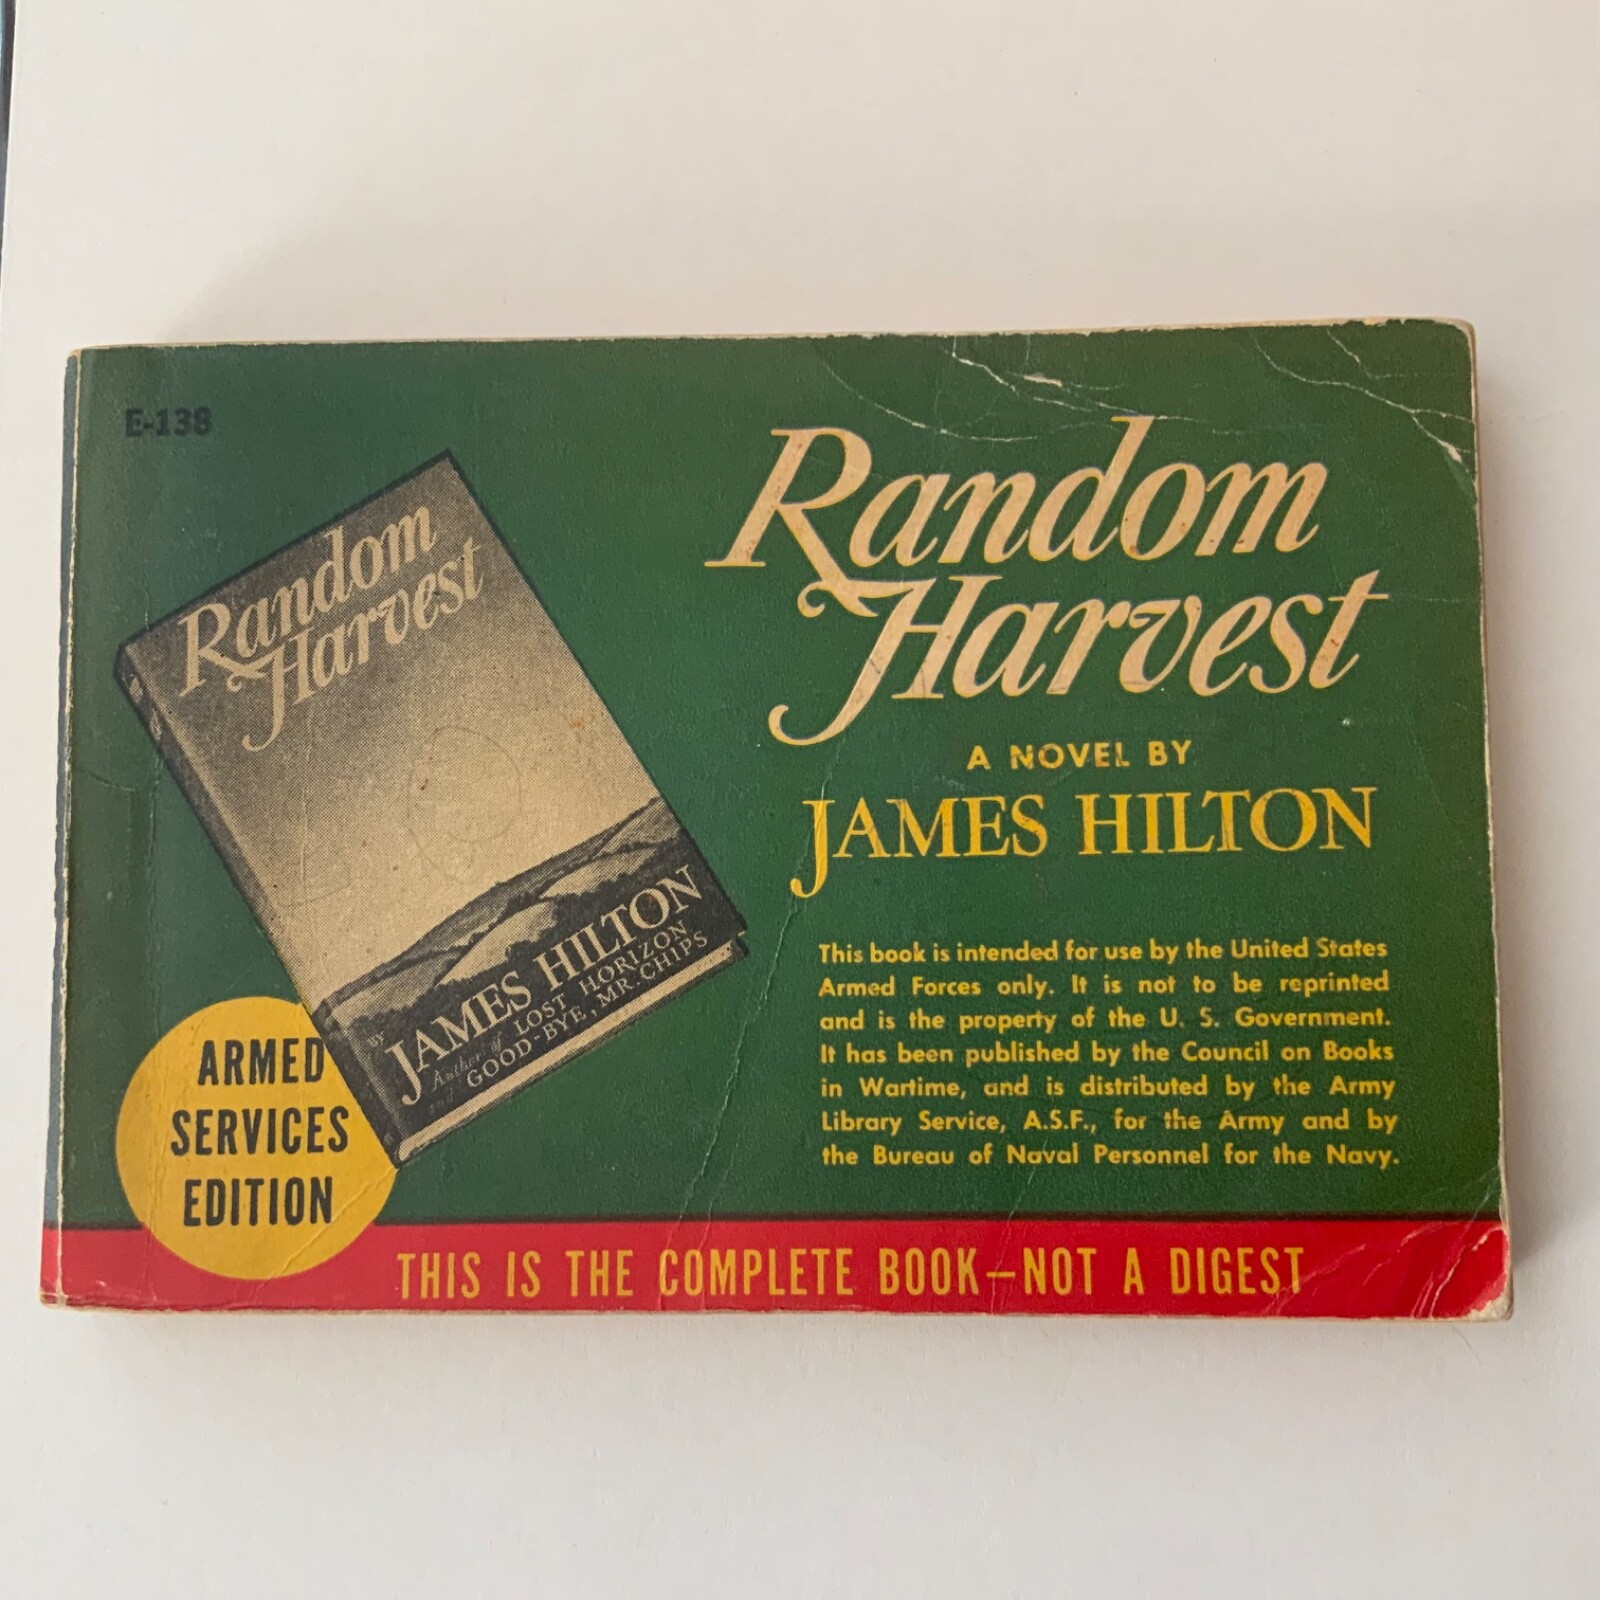 E-138
Random
Harvest
BY
JAMES HILTON
Author of LOST HORIZON
and GOOD-BYE, MR. CHIPS
ARMED
SERVICES
EDITION
Random
Harvest
A NOVEL BY
JAMES HILTON
This book is intended for use by the United States
Armed Forces only. It is not to be reprinted
and is the property of the U. S. Government.
It has been published by the Council on Books
in Wartime, and is distributed by the Army
Library Service, A.S.F., for the Army and by
the Bureau of Naval Personnel for the Navy.
THIS IS THE COMPLETE BOOK—NOT A DIGEST